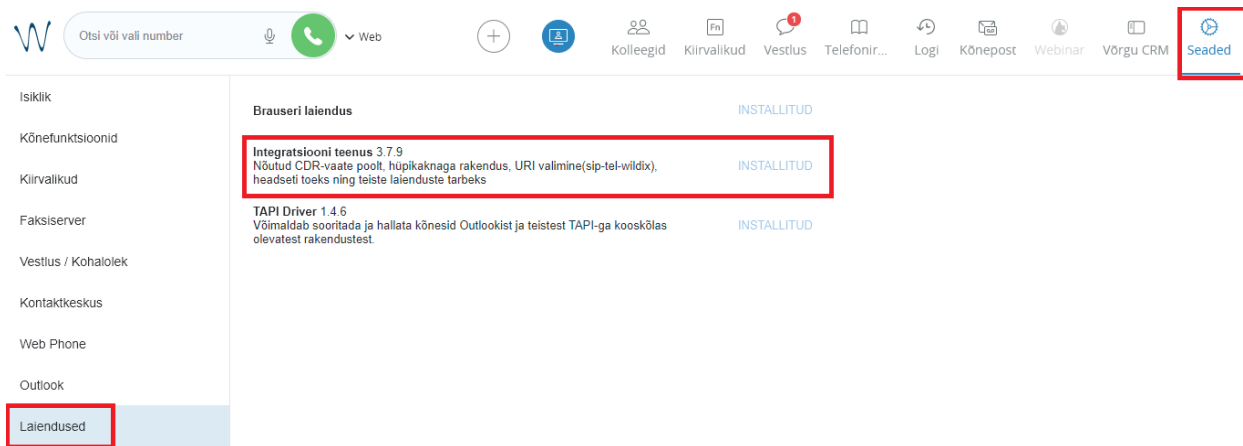 Otsi või vali number
Web
Kolleegid
Fn
Kiirvalikud
1
Vestlus
Telefonir...
Logi
Kõnepost
Webinar
Võrgu CRM
Seaded
Isiklik
Kõnefunktsioonid
Kiirvalikud
Faksiserver
Vestlus / Kohalolek
Kontaktkeskus
Web Phone
Outlook
Laiendused
Brauseri laiendus INSTALLITUD
Integratsiooni teenus 3.7.9
Nõutud CDR-vaate poolt, hüpikaknaga rakendus, URI valimine(sip-tel-wildix), INSTALLITUD
headseti toeks ning teiste laienduste tarbeks
TAPI Driver 1.4.6
Võimaldab sooritada ja hallata kõnesid Outlookist ja teistest TAPI-ga kooskõlas INSTALLITUD
olevatest rakendustest.